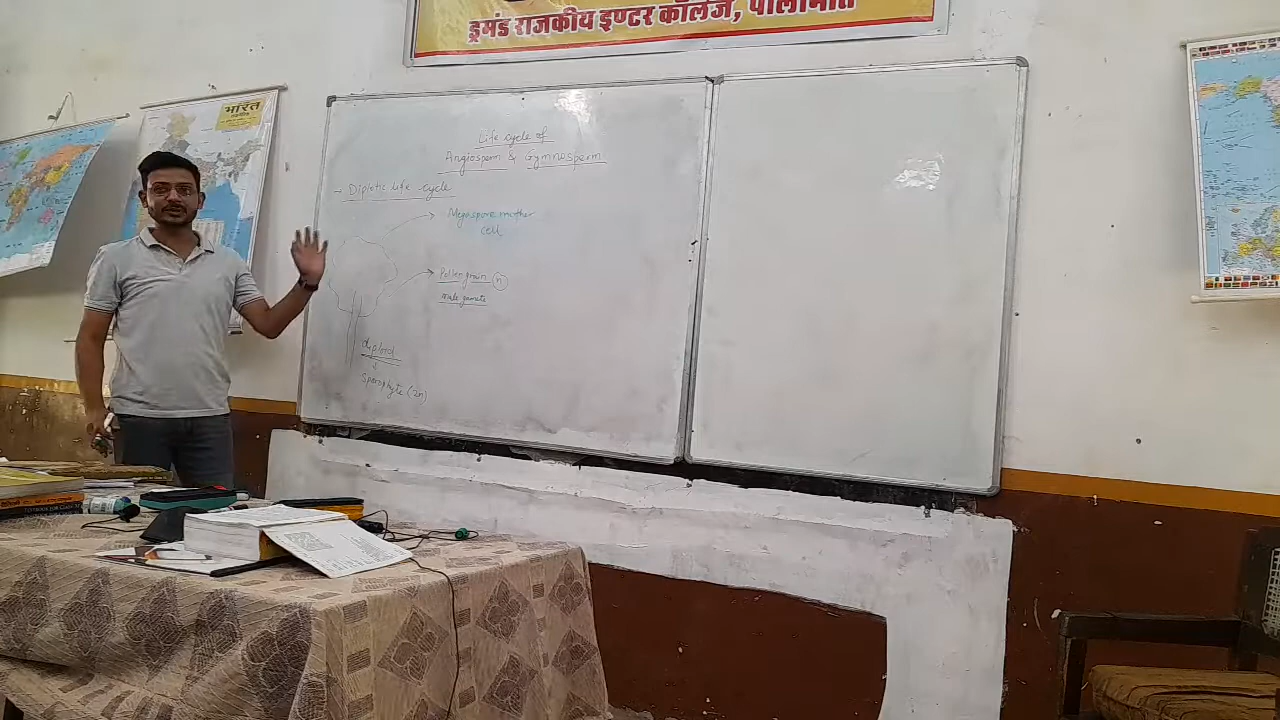 ड्रमंड राजकीय इण्टर कॉलेज, पीलीभीत
भारत
Life cycle of
Angiosperm & Gymnosperm
→ Diplotic life cycle
Megaspore mother
cell
Pollen grain (n)
male gamete
diploid
Sporophyte (2n)